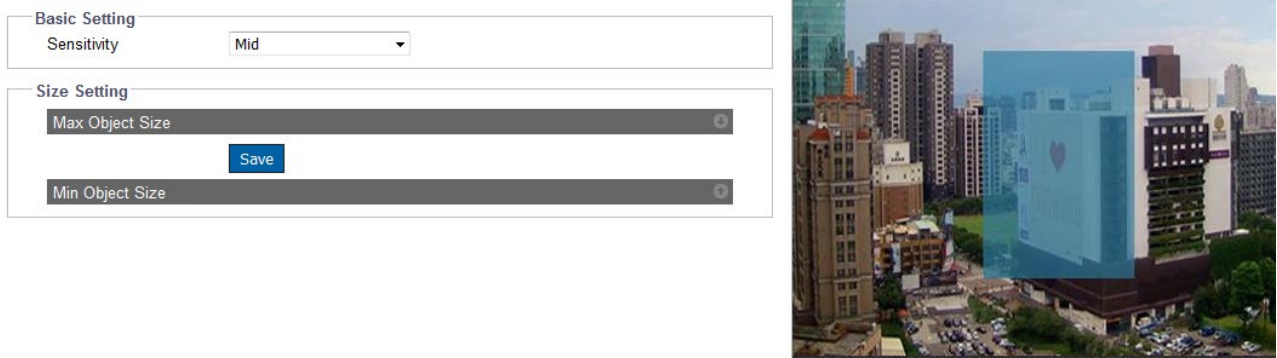 Basic Setting
Sensitivity Mid
Size Setting
Max Object Size
Save
Min Object Size